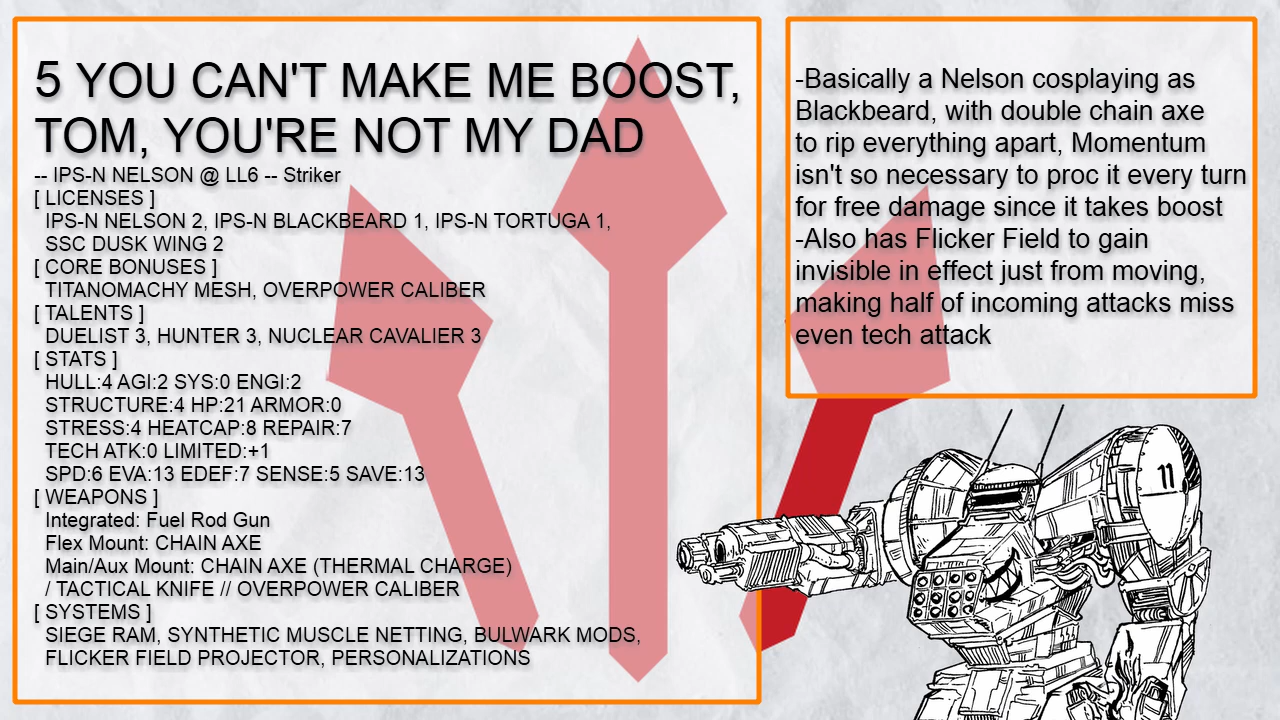 5 YOU CAN'T MAKE ME BOOST,
TOM, YOU'RE NOT MY DAD
-- IPS-N NELSON @ LL6 -- Striker
[ LICENSES ]
IPS-N NELSON 2, IPS-N BLACKBEARD 1, IPS-N TORTUGA 1,
SSC DUSK WING 2
[ CORE BONUSES ]
TITANOMACHY MESH, OVERPOWER CALIBER
[ TALENTS ]
DUELIST 3, HUNTER 3, NUCLEAR CAVALIER 3
[ STATS ]
HULL:4 AGI:2 SYS:0 ENGI:2
STRUCTURE:4 HP:21 ARMOR:0
STRESS:4 HEATCAP:8 REPAIR:7
TECH ATK:0 LIMITED:+1
SPD:6 EVA:13 EDEF:7 SENSE:5 SAVE:13
[ WEAPONS ]
Integrated: Fuel Rod Gun
Flex Mount: CHAIN AXE
Main/Aux Mount: CHAIN AXE (THERMAL CHARGE)
/ TACTICAL KNIFE // OVERPOWER CALIBER
[ SYSTEMS ]
SIEGE RAM, SYNTHETIC MUSCLE NETTING, BULWARK MODS,
FLICKER FIELD PROJECTOR, PERSONALIZATIONS
-Basically a Nelson cosplaying as
Blackbeard, with double chain axe
to rip everything apart, Momentum
isn't so necessary to proc it every turn
for free damage since it takes boost
-Also has Flicker Field to gain
invisible in effect just from moving,
making half of incoming attacks miss
even tech attack
11